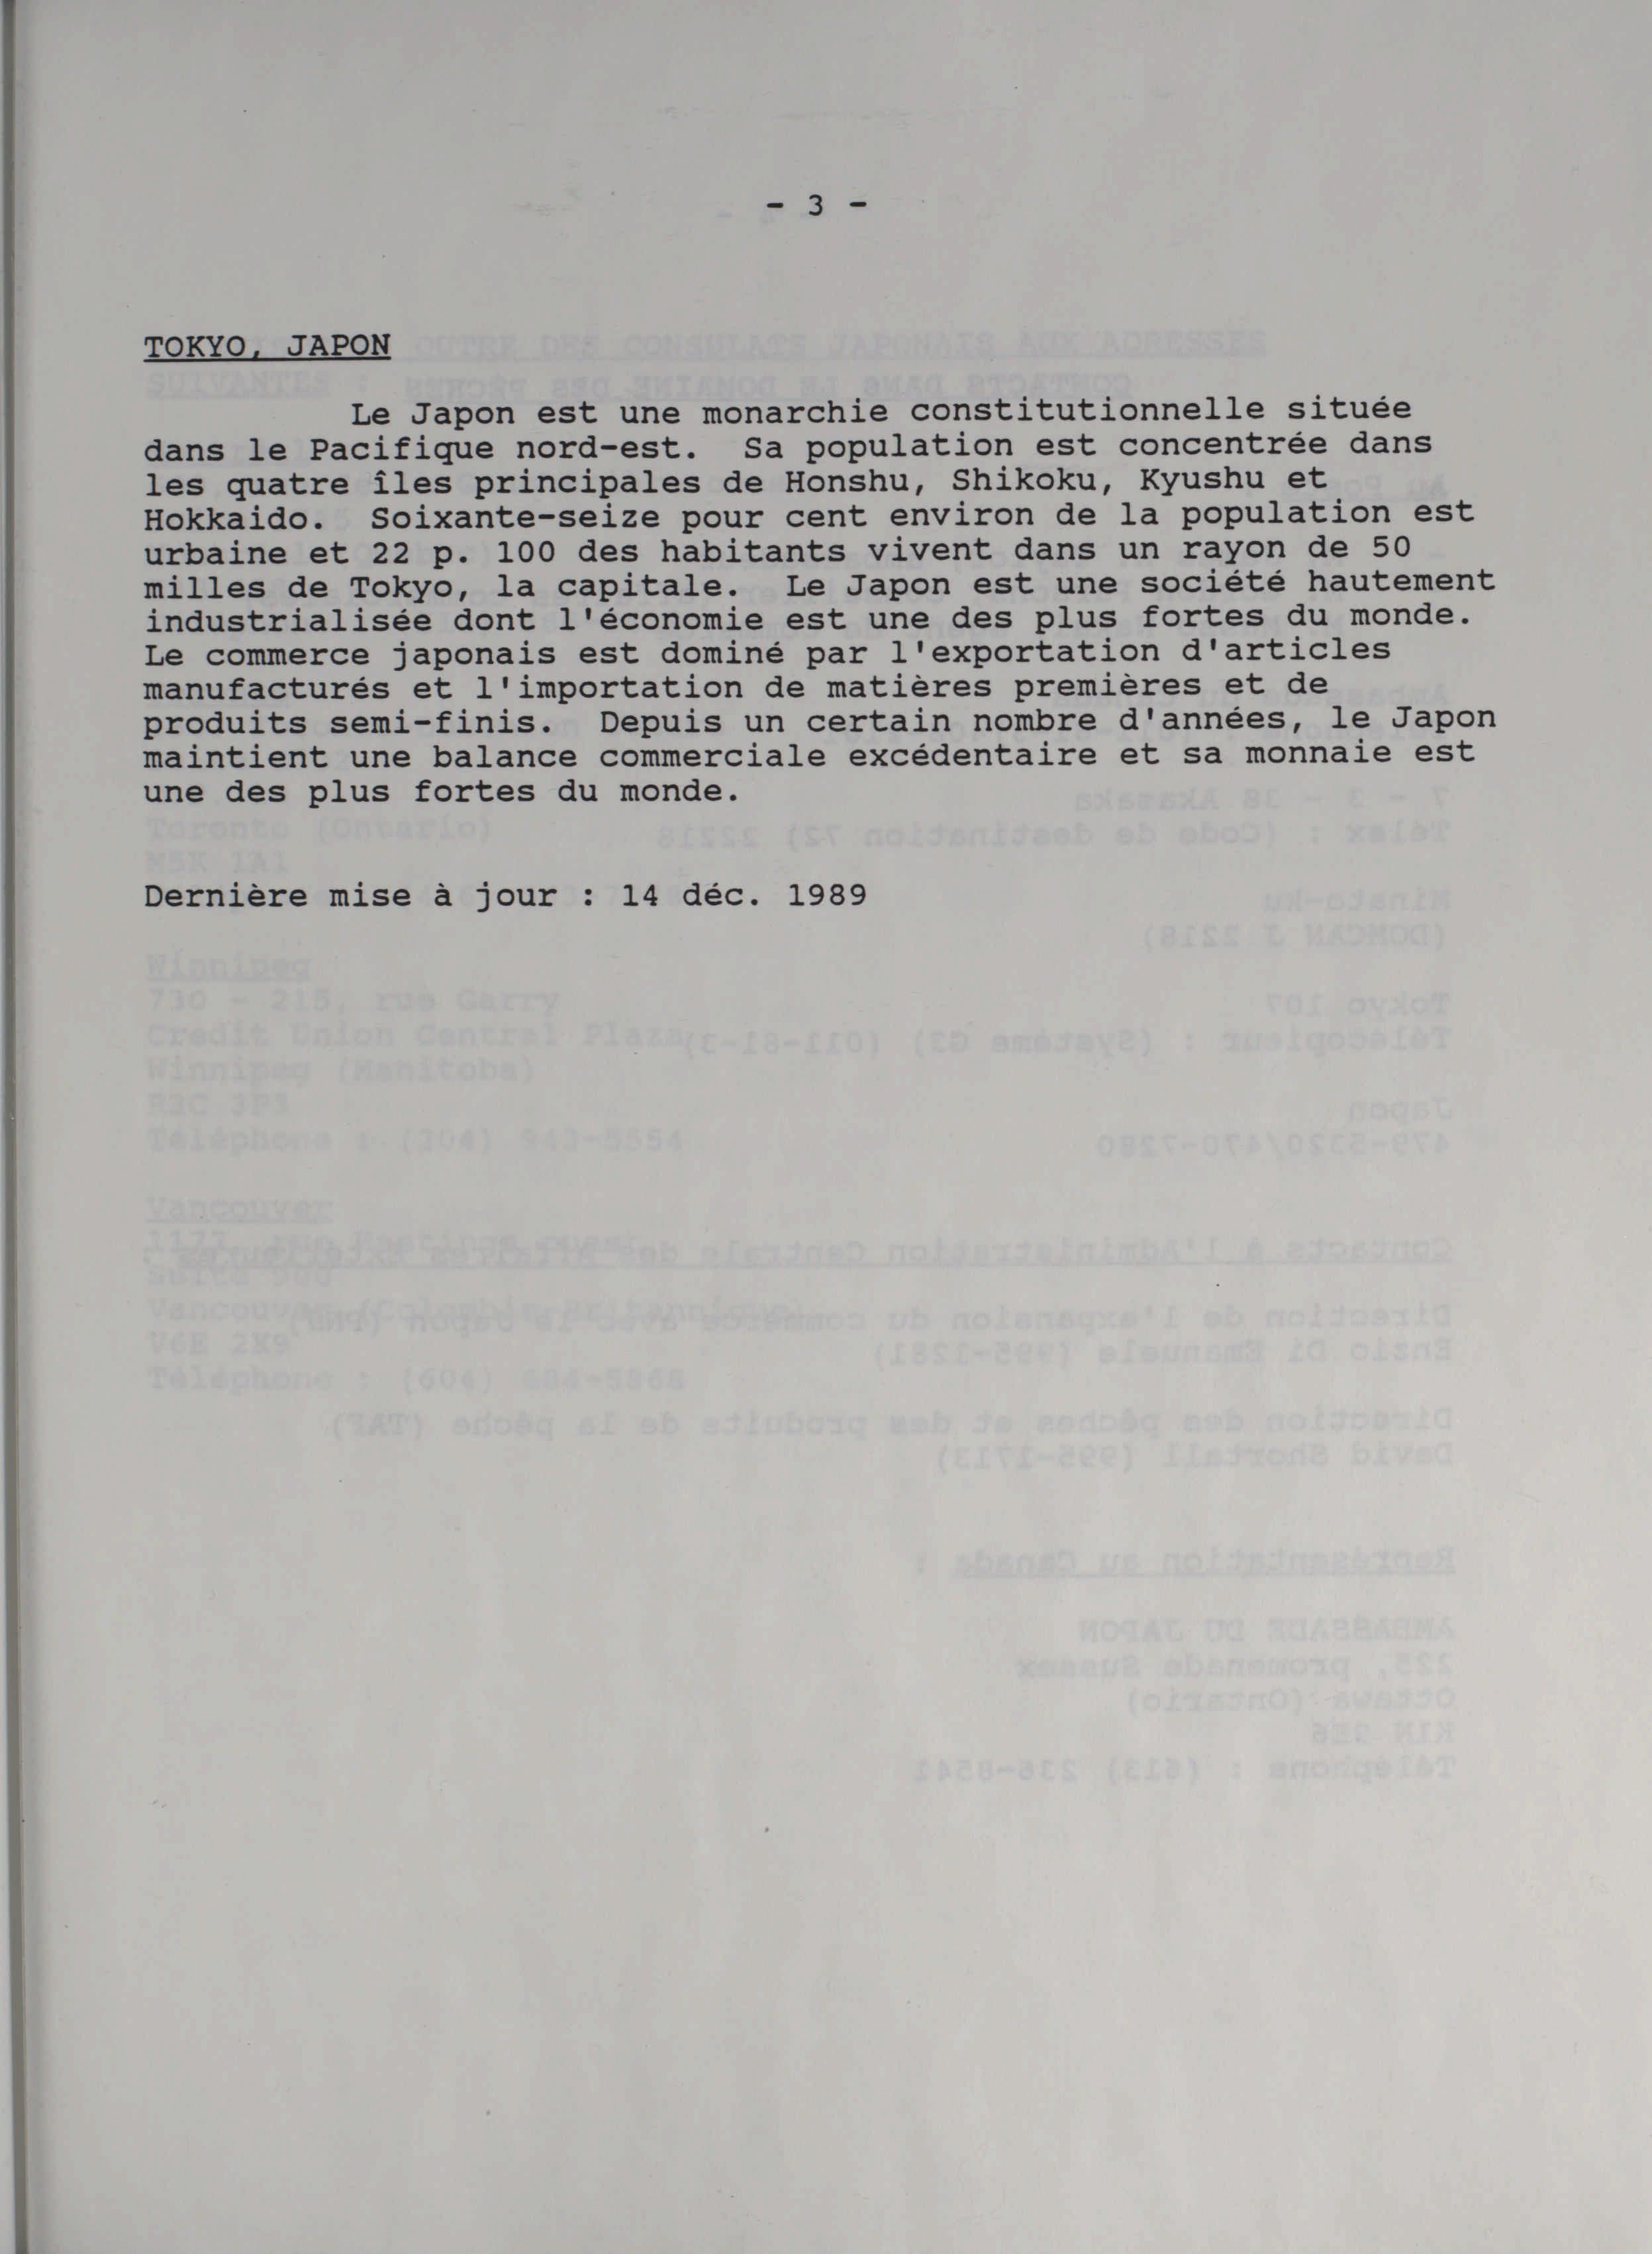 - 3 -
TOKYO, JAPON
Le Japon est une monarchie constitutionnelle située
dans le Pacifique nord-est. Sa population est concentrée dans
les quatre îles principales de Honshu, Shikoku, Kyushu et
Hokkaido. Soixante-seize pour cent environ de la population est
urbaine et 22 p. 100 des habitants vivent dans un rayon de 50
milles de Tokyo, la capitale. Le Japon est une société hautement
industrialisée dont l'économie est une des plus fortes du monde.
Le commerce japonais est dominé par l'exportation d'articles
manufacturés et l'importation de matières premières et de
produits semi-finis. Depuis un certain nombre d'années, le Japon
maintient une balance commerciale excédentaire et sa monnaie est
une des plus fortes du monde.
Dernière mise à jour : 14 déc. 1989